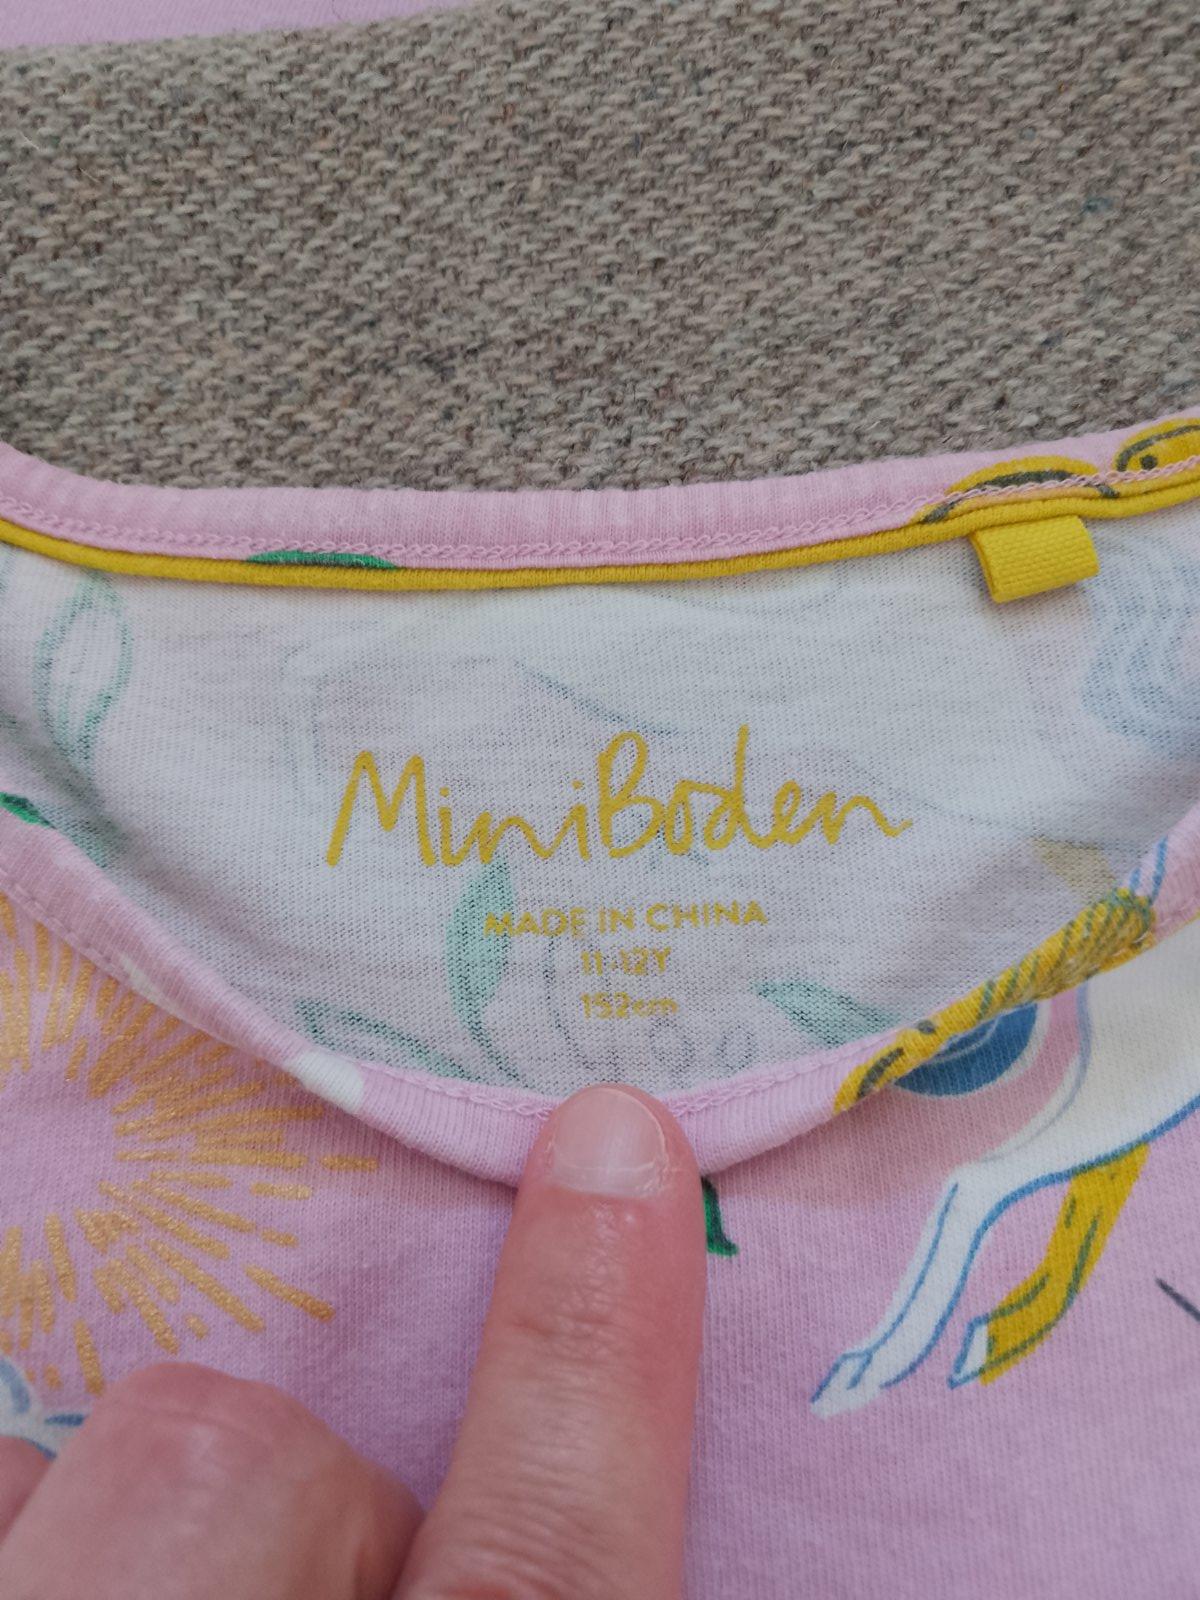 MiniBoden
MADE IN CHINA
11-12Y
152cm